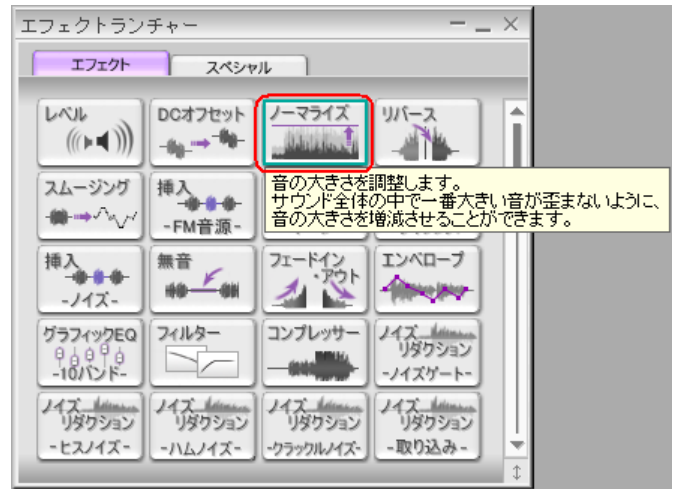 エフェクトランチャー
エフェクト
スペシャル
レベル
DCオフセット
ノーマライズ
リバース
音の大きさを調整します。
サウンド全体の中で一番大きい音が歪まないように、
音の大きさを増減させることができます。
スムージング
挿入
-FM音源-
挿入
-ノイズ-
無音
フェードイン
・アウト
エンベロープ
グラフィックEQ
-10バンド-
フィルター
コンプレッサー
ノイズ
リダクション
-ノイズゲート-
ノイズ
リダクション
-ヒスノイズ-
ノイズ
リダクション
-ハムノイズ-
ノイズ
リダクション
-クラックルノイズ-
ノイズ
リダクション
-取り込み-